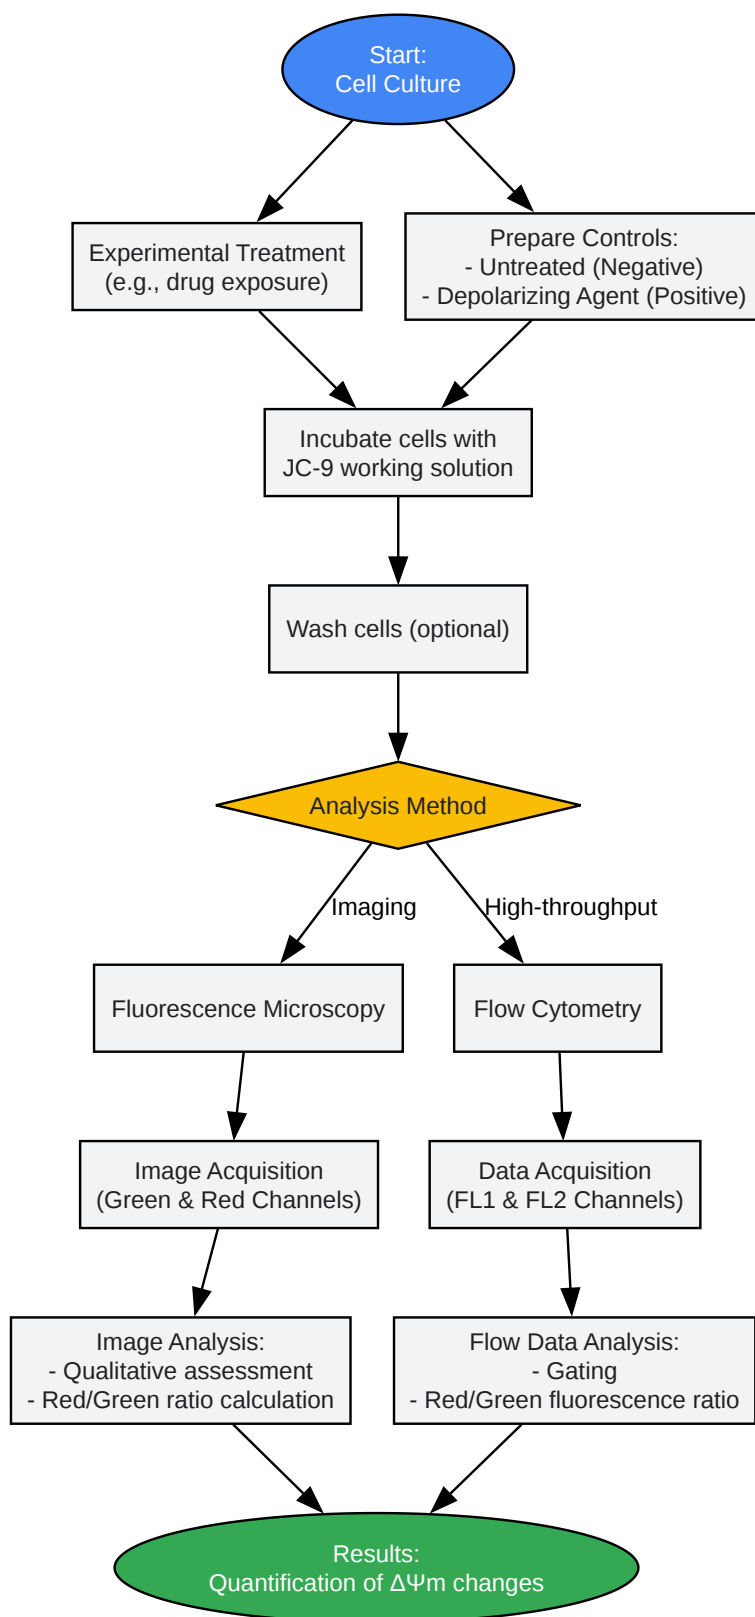 Start:
Cell Culture
Experimental Treatment
(e.g., drug exposure)
Prepare Controls:
- Untreated (Negative)
- Depolarizing Agent (Positive)
Incubate cells with
JC-9 working solution
Wash cells (optional)
Analysis Method
Imaging
High-throughput
Fluorescence Microscopy
Flow Cytometry
Image Acquisition
(Green & Red Channels)
Data Acquisition
(FL1 & FL2 Channels)
Image Analysis:
- Qualitative assessment
- Red/Green ratio calculation
Flow Data Analysis:
- Gating
- Red/Green fluorescence ratio
Results:
Quantification of ΔΨm changes